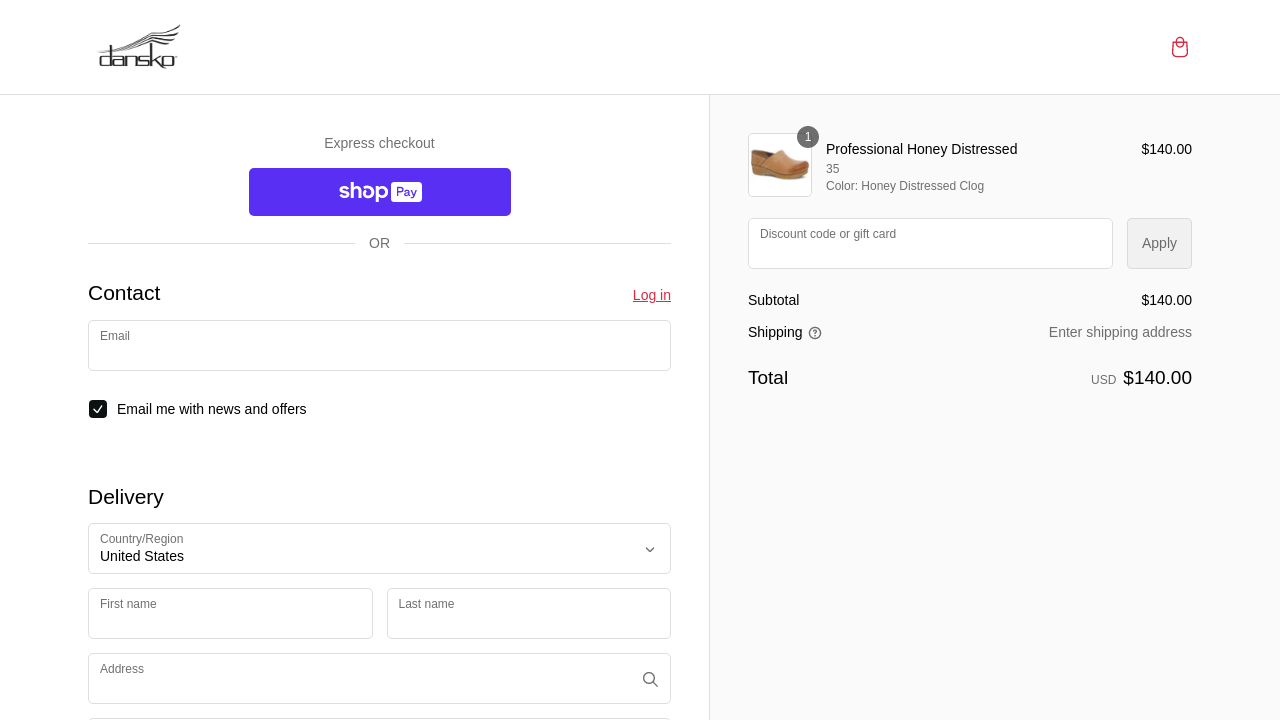 dansko
Express checkout
shop Pay
OR
Contact
Log in
Email
Email me with news and offers
Delivery
Country/Region
United States
First name
Last name
Address
1
Professional Honey Distressed
$140.00
35
Color: Honey Distressed Clog
Discount code or gift card
Apply
Subtotal
$140.00
Shipping
Enter shipping address
Total
USD $140.00